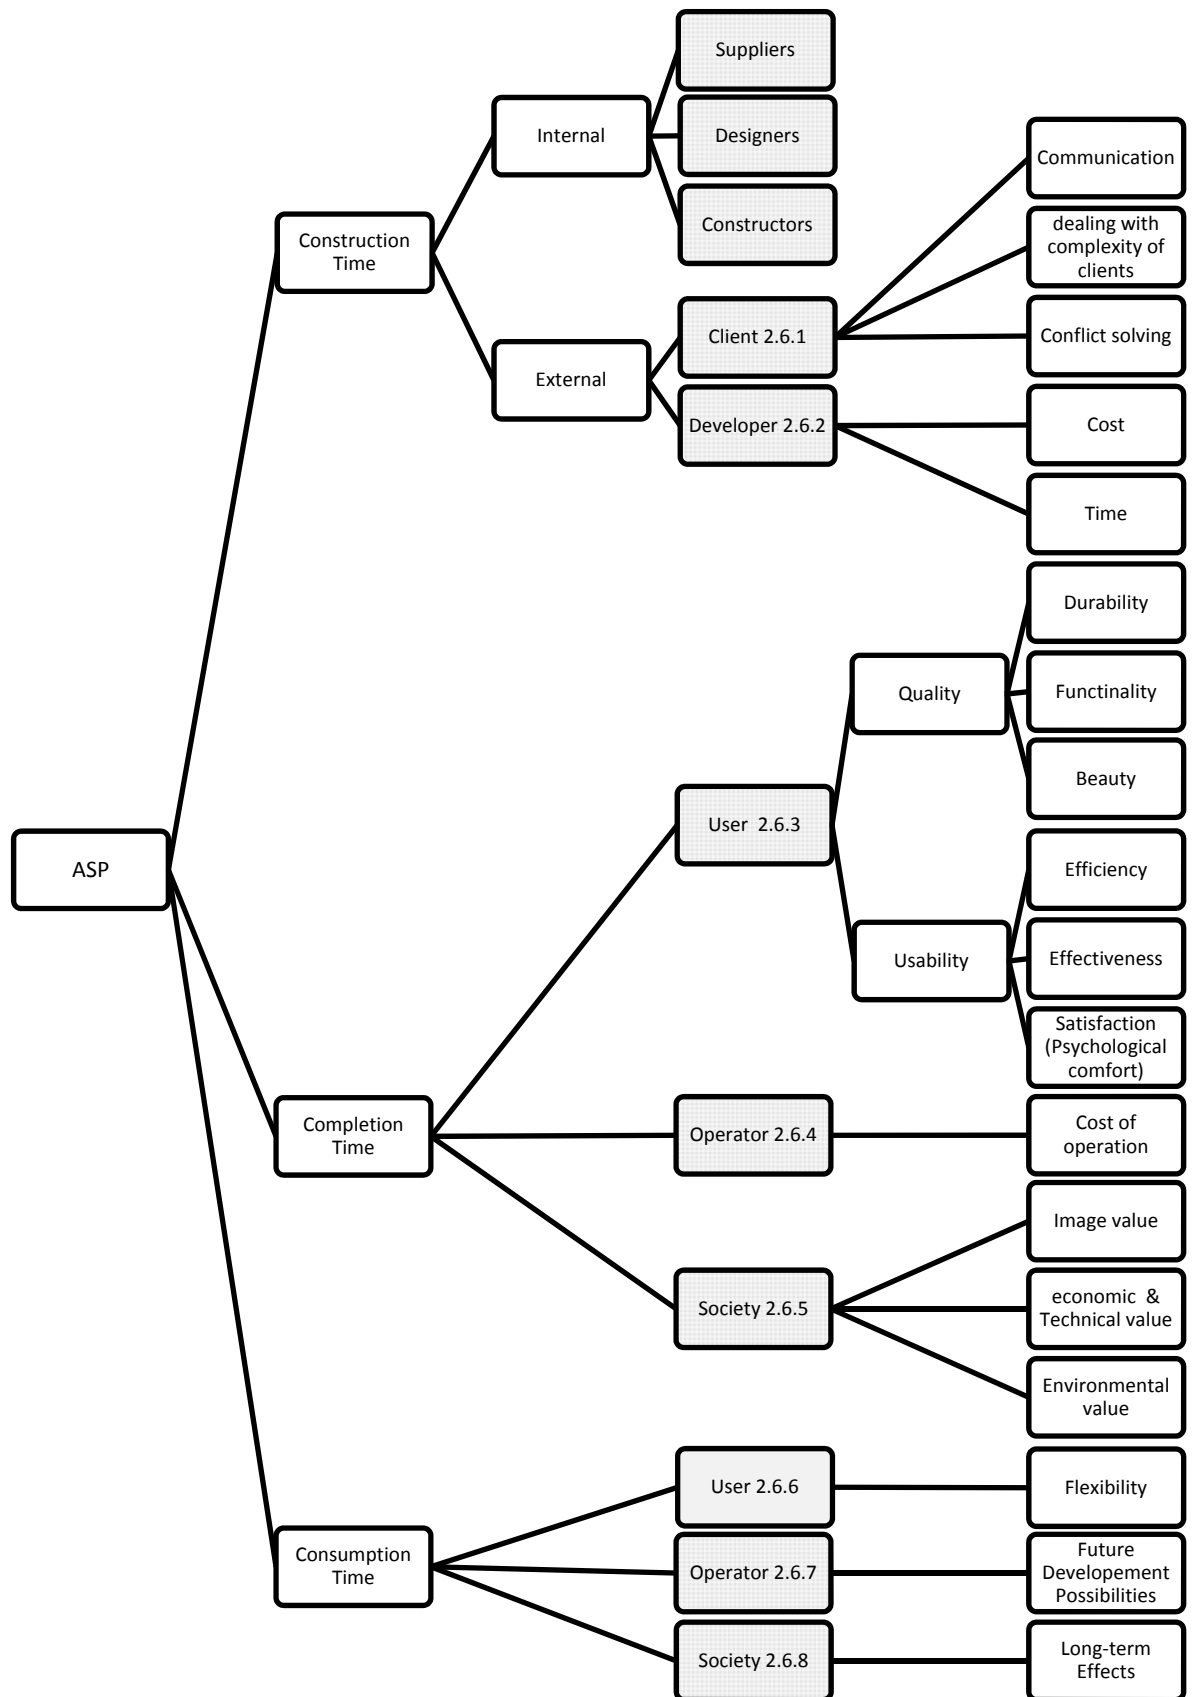 Suppliers
Internal
Designers
Communication
Constructors
Construction
Time
dealing with
complexity of
clients
Client 2.6.1
Conflict solving
External
Developer 2.6.2
Cost
Time
Durability
Quality
Functinality
Beauty
User  2.6.3
ASP
Efficiency
Usability
Effectiveness
Satisfaction
(Psychological
comfort)
Completion
Time
Operator 2.6.4
Cost of
operation
Image value
Society 2.6.5
economic  &
Technical value
Environmental
value
User 2.6.6
Flexibility
Consumption
Time
Operator 2.6.7
Future
Developement
Possibilities
Society 2.6.8
Long-term
Effects